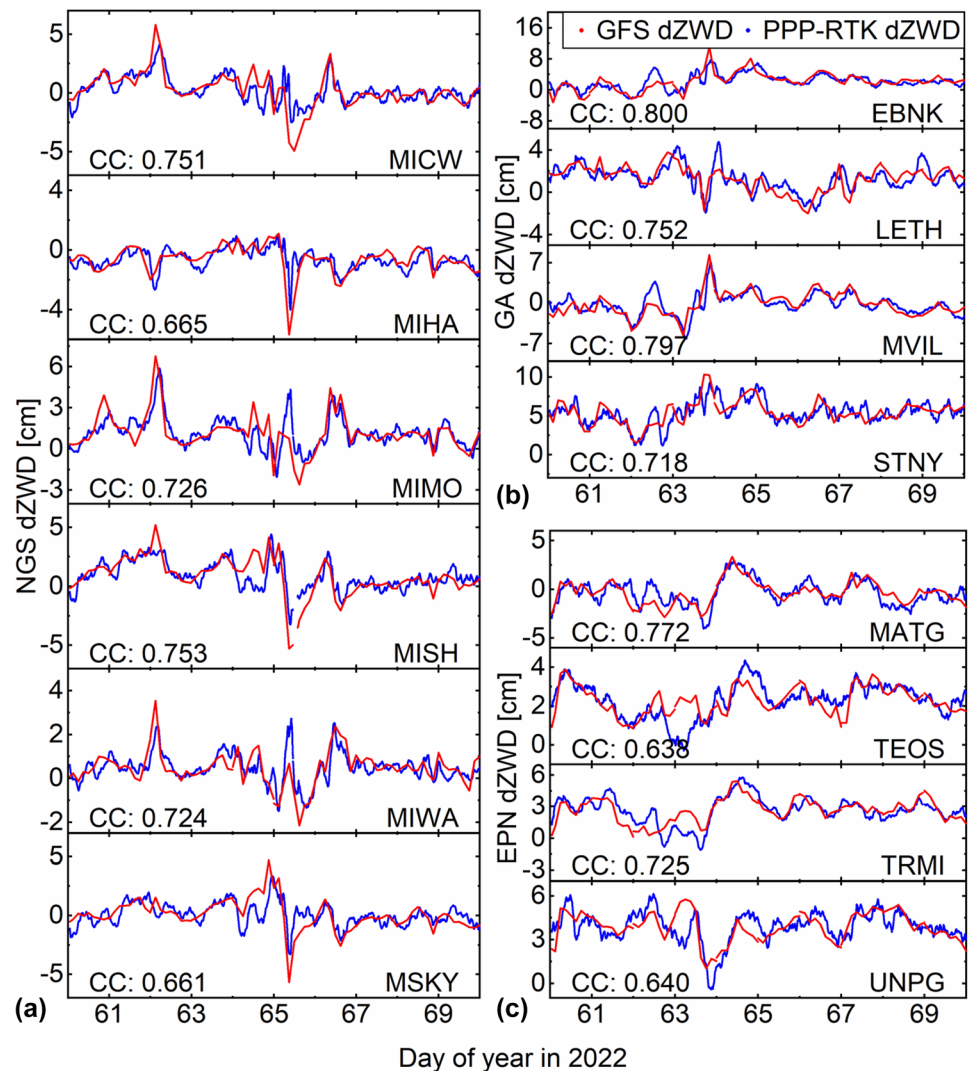 5
0
-5
CC: 0.751 MICW
4
0
-4
CC: 0.665 MIHA
6
3
0
-3
CC: 0.726 MIMO
5
0
-5
CC: 0.753 MISH
4
2
0
-2
CC: 0.724 MIWA
5
0
-5
CC: 0.661 MSKY
NGS dZWD [cm]
61 63 65 67 69
(a)
GFS dZWD PPP-RTK dZWD
16
8
0
-8
CC: 0.800 EBNK
4
0
-4
CC: 0.752 LETH
7
0
-7
CC: 0.797 MVIL
10
5
0
CC: 0.718 STNY
GA dZWD [cm]
61 63 65 67 69
(b)
5
0
-5
CC: 0.772 MATG
4
2
0
CC: 0.638 TEOS
6
3
0
-3
CC: 0.725 TRMI
6
3
0
CC: 0.640 UNPG
EPN dZWD [cm]
61 63 65 67 69
(c)
Day of year in 2022